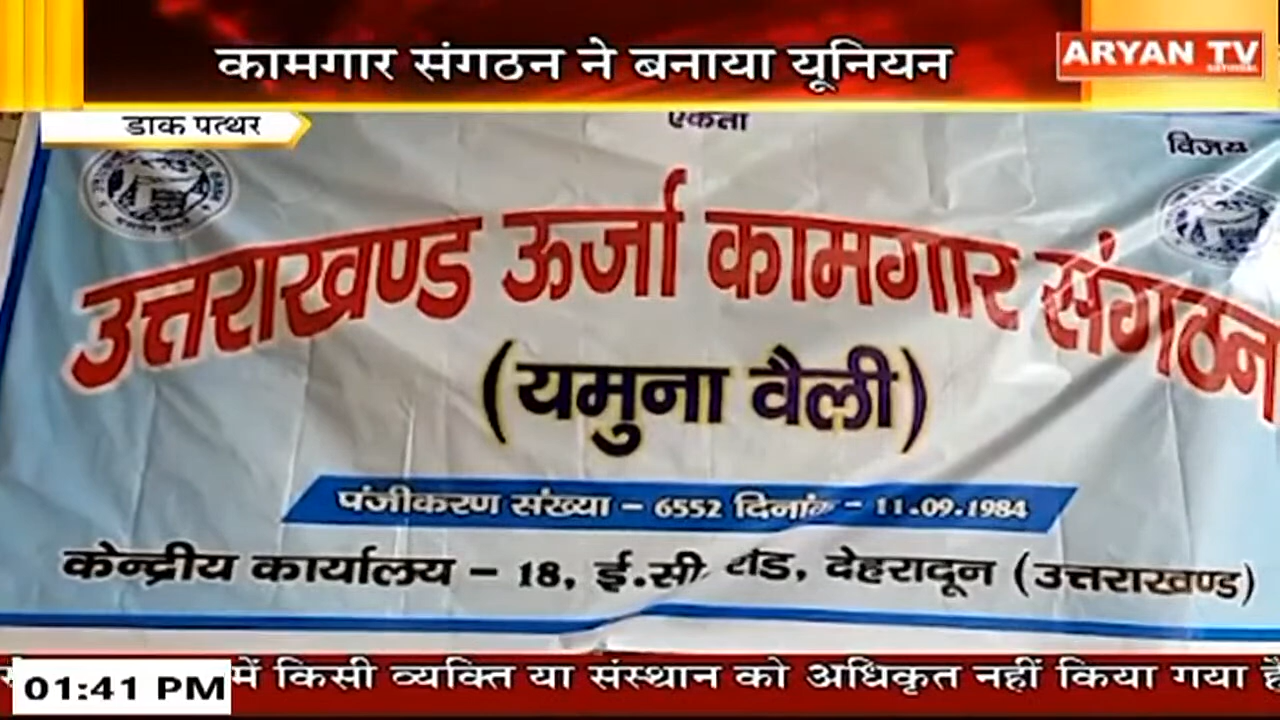 कामगार संगठन ने बनाया यूनियन
ARYAN TV
NATIONAL
डाक पत्थर
एकता
विजय
उत्तराखण्ड ऊर्जा कामगार संगठन
(यमुना वैली)
पंजीकरण संख्या – 6552 दिनांक - 11.09.1984
केन्द्रीय कार्यालय – 18, ई.सी. रोड, देहरादून (उत्तराखण्ड)
में किसी व्यक्ति या संस्थान को अधिकृत नहीं किया गया है
01:41 PM